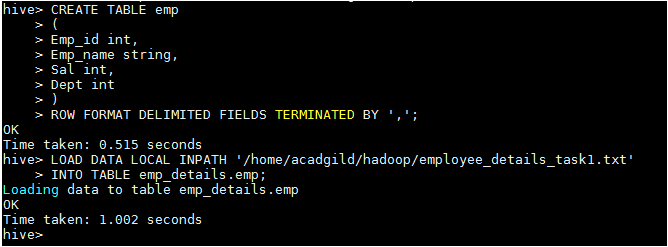 hive> CREATE TABLE emp
    > (
    > Emp_id int,
    > Emp_name string,
    > Sal int,
    > Dept int
    > )
    > ROW FORMAT DELIMITED FIELDS TERMINATED BY ',';
OK
Time taken: 0.515 seconds
hive> LOAD DATA LOCAL INPATH '/home/acadgild/hadoop/employee_details_task1.txt'
    > INTO TABLE emp_details.emp;
Loading data to table emp_details.emp
OK
Time taken: 1.002 seconds
hive>